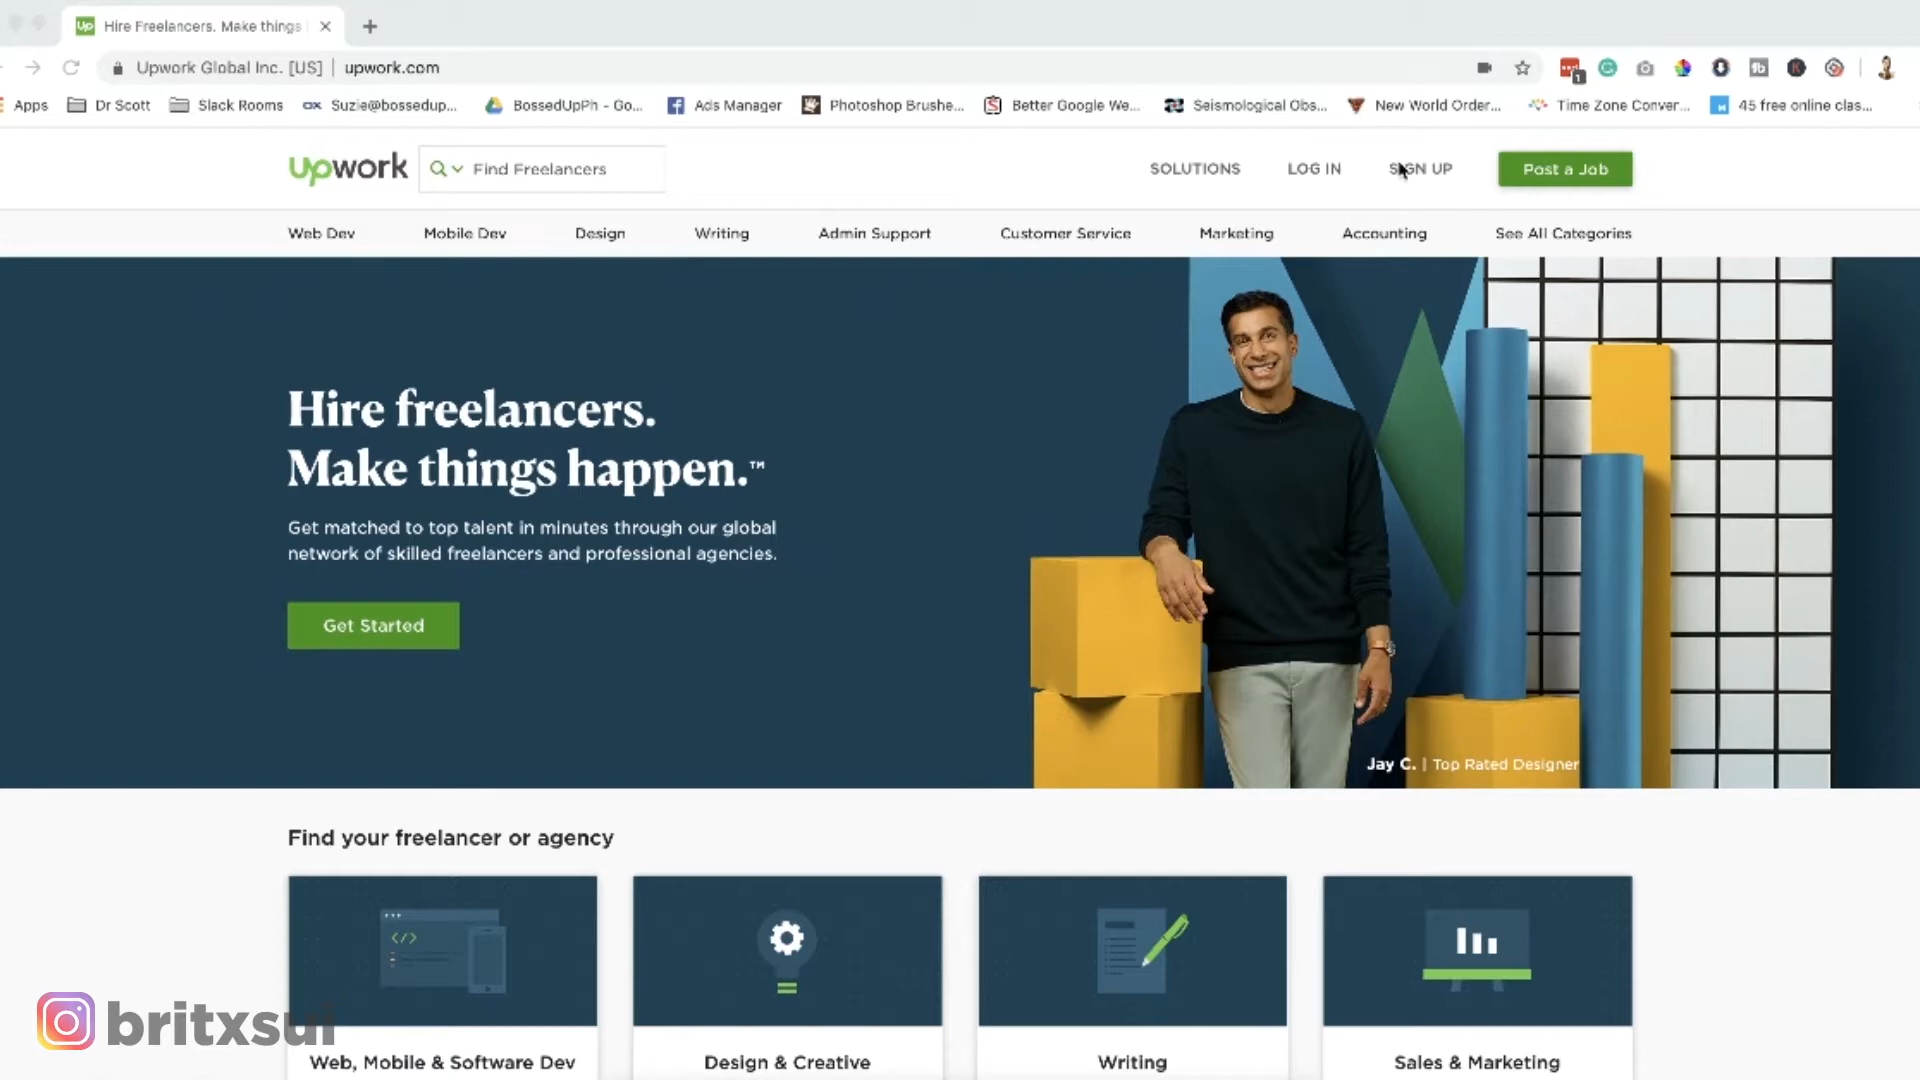 Hire Freelancers. Make things
Upwork Global Inc. [US] upwork.com
Apps Dr Scott Slack Rooms Suzie@bossedup... BossedUpPh - Go... Ads Manager Photoshop Brushe... Better Google We... Seismological Obs... New World Order... Time Zone Conver... 45 free online clas...
upwork Find Freelancers SOLUTIONS LOG IN SIGN UP Post a Job
Web Dev Mobile Dev Design Writing Admin Support Customer Service Marketing Accounting See All Categories
Hire freelancers.
Make things happen.™
Get matched to top talent in minutes through our global
network of skilled freelancers and professional agencies.
Get Started
Jay C. | Top Rated Designer
Find your freelancer or agency
britxsui
Web, Mobile & Software Dev Design & Creative Writing Sales & Marketing